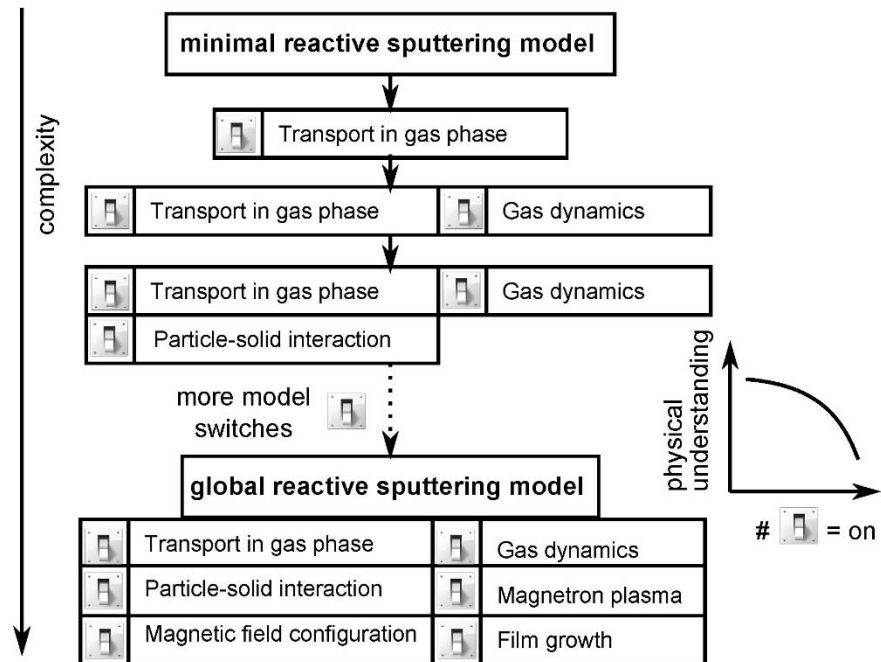 minimal reactive sputtering model
complexity
Transport in gas phase
Transport in gas phase
Gas dynamics
Transport in gas phase
Gas dynamics
Particle-solid interaction
more model
switches
physical
understanding
# = on
global reactive sputtering model
Transport in gas phase
Gas dynamics
Particle-solid interaction
Magnetron plasma
Magnetic field configuration
Film growth